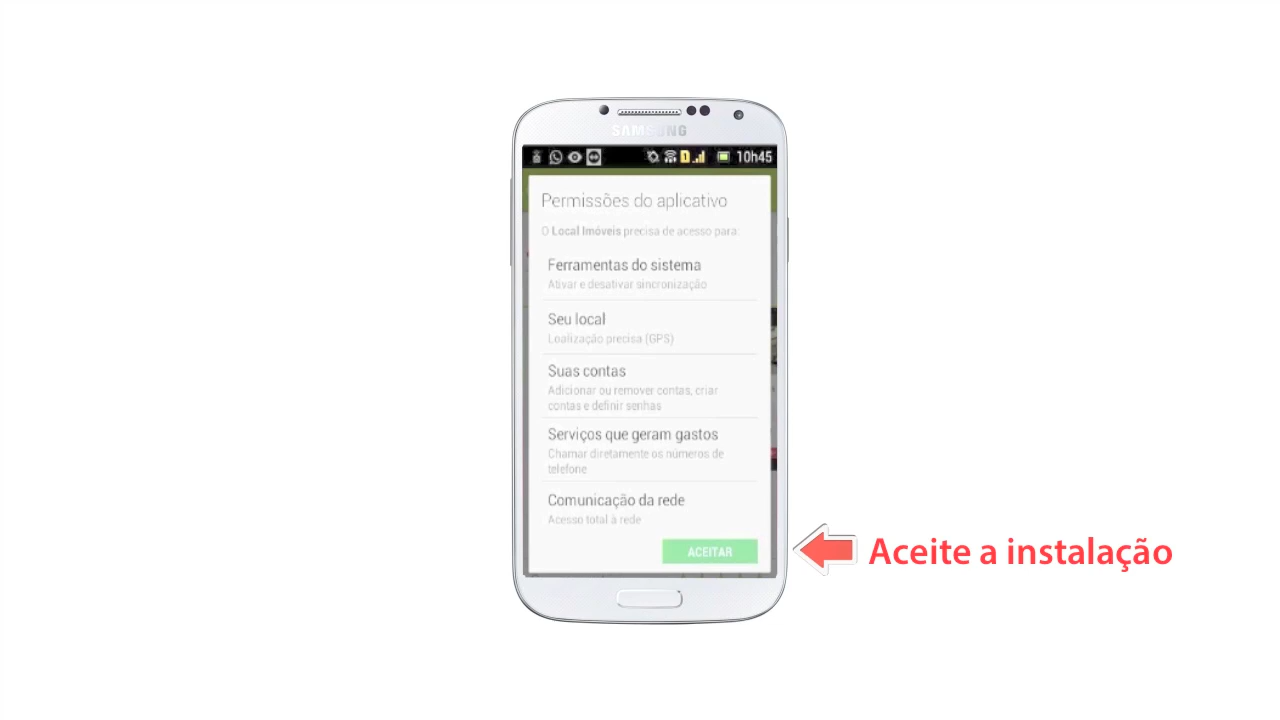 SAMSUNG
10h45
Permissões do aplicativo
O Local Imóveis precisa de acesso para:
Ferramentas do sistema
Ativar e desativar sincronização
Seu local
Loalização precisa (GPS)
Suas contas
Adicionar ou remover contas, criar
contas e definir senhas
Serviços que geram gastos
Chamar diretamente os números de
telefone
Comunicação da rede
Acesso total à rede
ACEITAR
Aceite a instalação